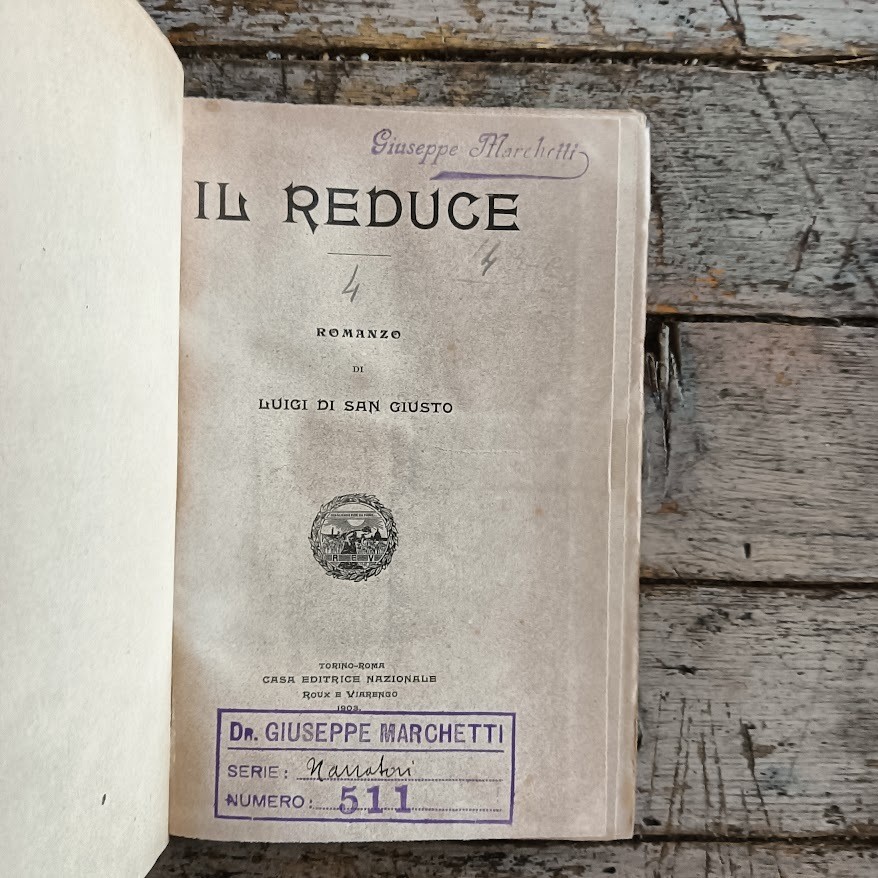 Giuseppe Marchetti
IL REDUCE
4
4
ROMANZO
DI
LUIGI DI SAN GIUSTO
R E V
TORINO-ROMA
CASA EDITRICE NAZIONALE
ROUX E VIARENGO
1903.
DR. GIUSEPPE MARCHETTI
SERIE: Narratori
NUMERO: 511